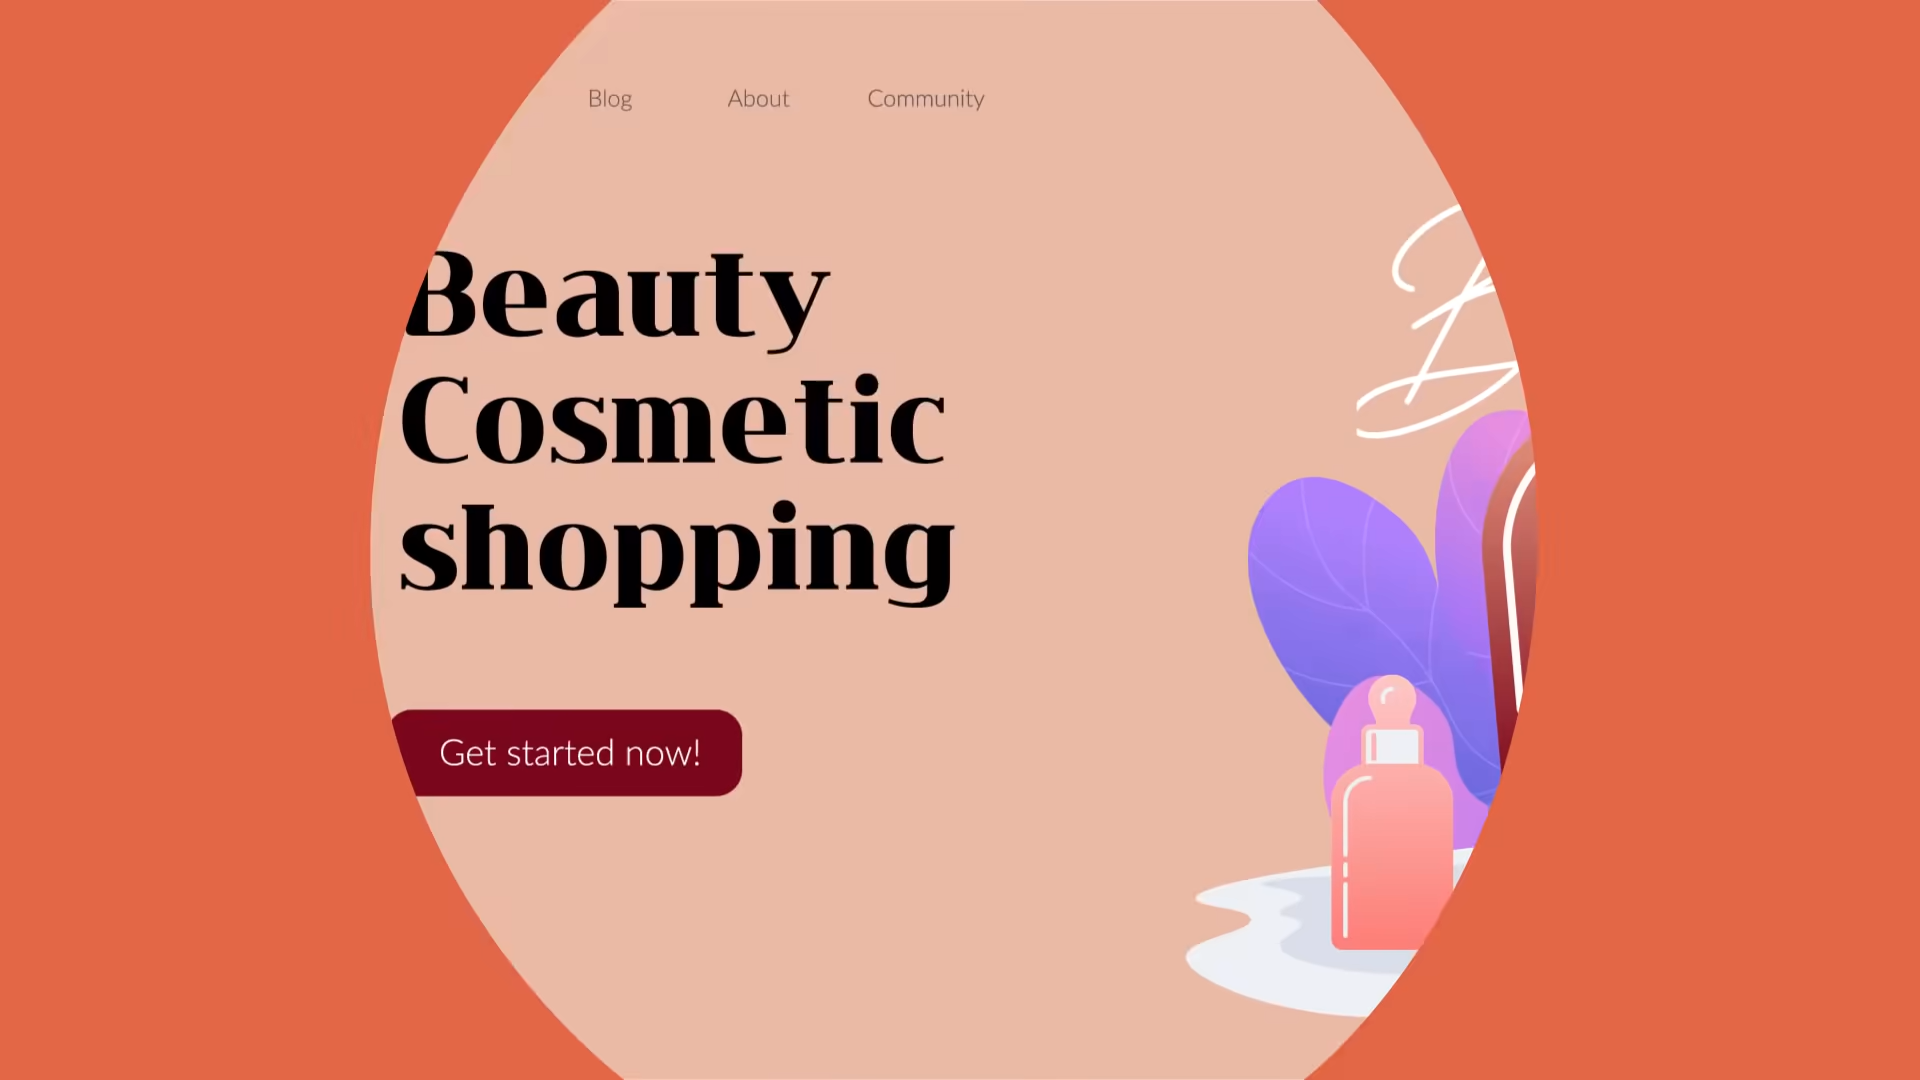 Blog About Community
Beauty
Cosmetic
shopping
Get started now!